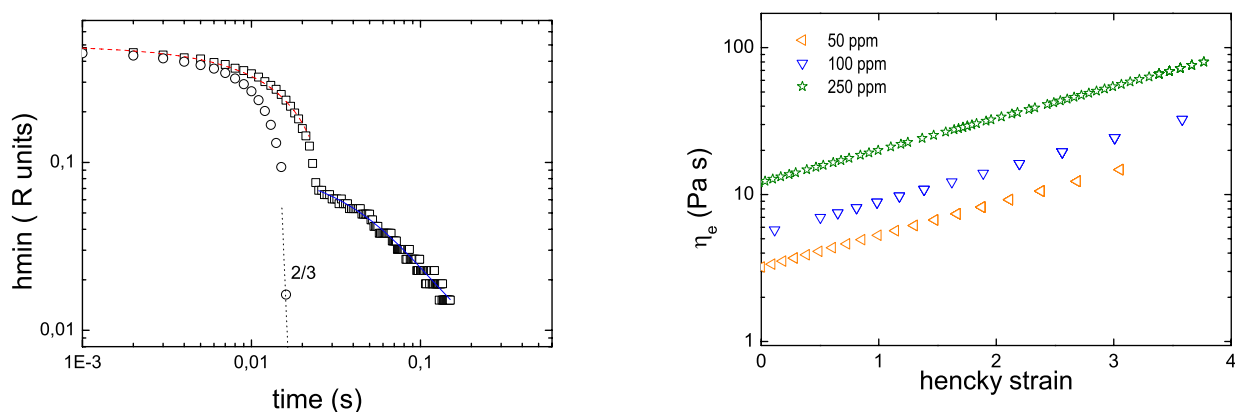 hmin ( R units)
0,1
0,01
2/3
1E-3 0,01 0,1
time (s)
ηe (Pa s)
100
10
1
50 ppm
100 ppm
250 ppm
0 1 2 3 4
hencky strain